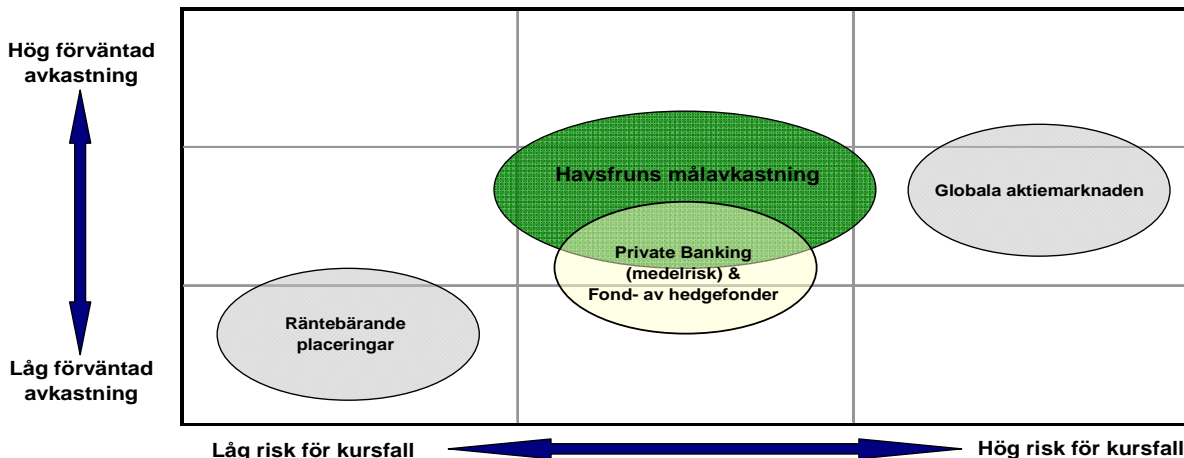 Hög förväntad
avkastning
Havsfruns målavkastning
Globala aktiemarknaden
Private Banking
(medelrisk) &
Fond- av hedgefonder
Räntebärande
placeringar
Låg förväntad
avkastning
Låg risk för kursfall
Hög risk för kursfall